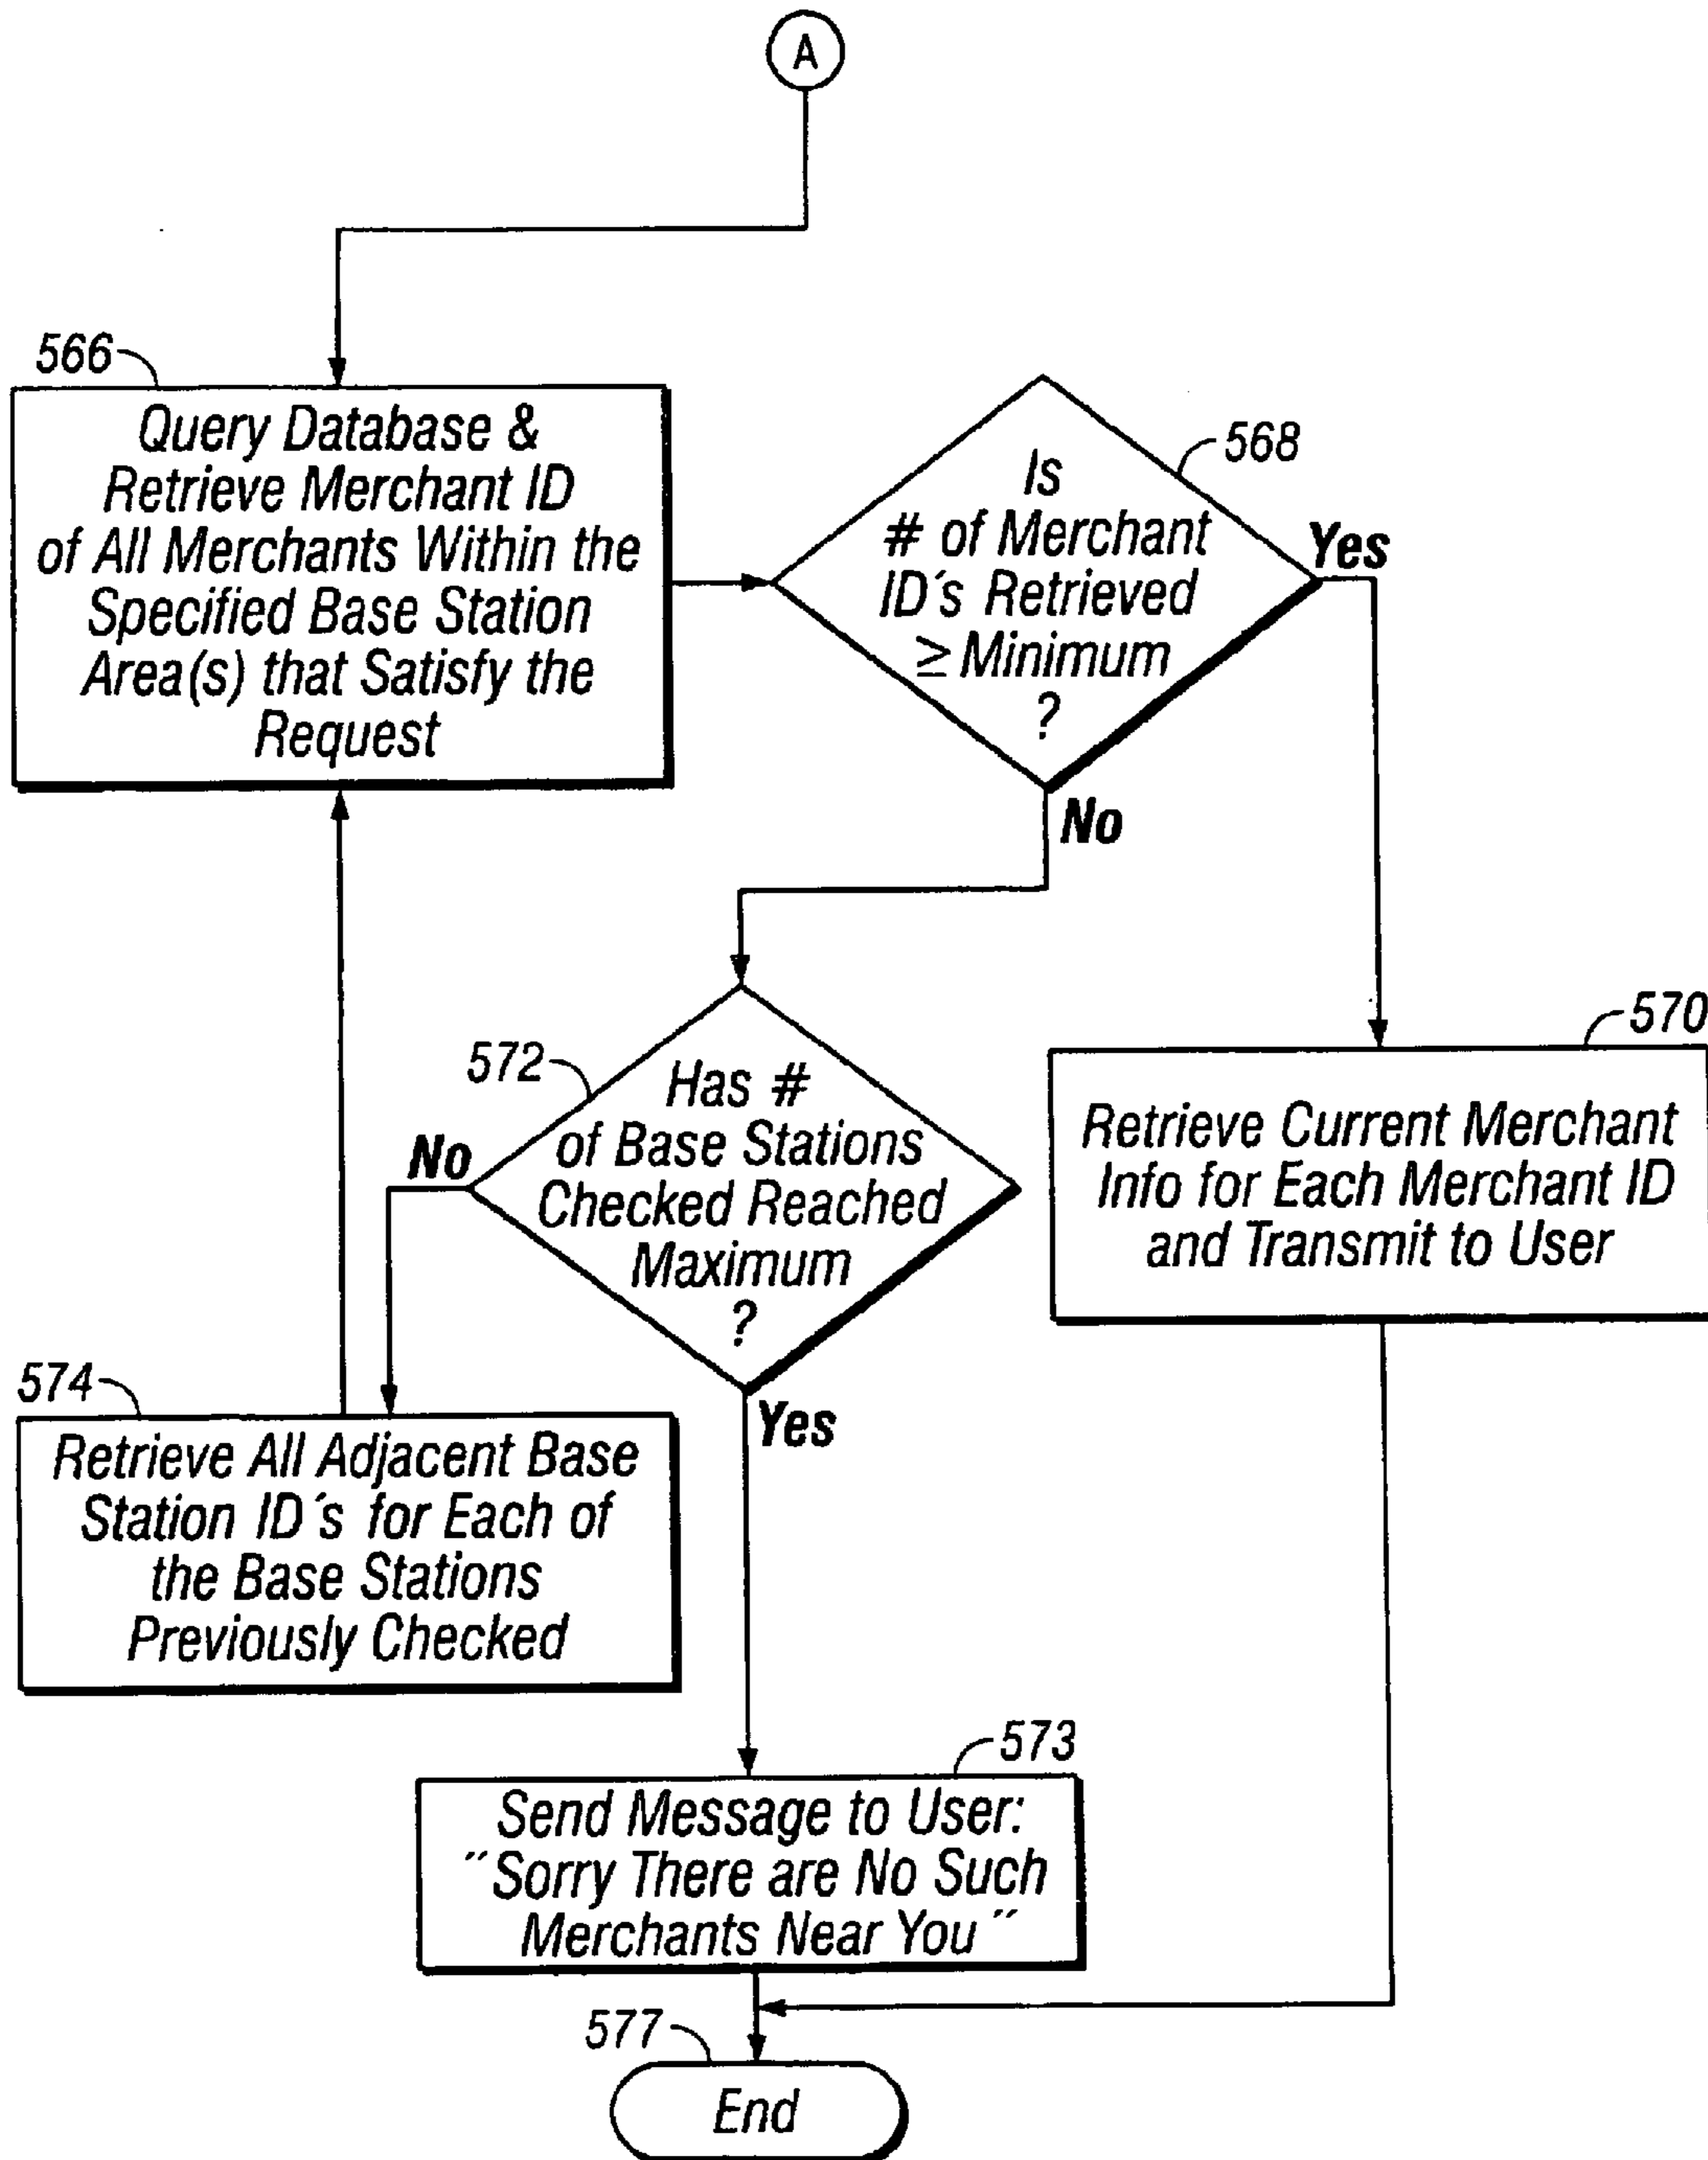 A
566
Query Database &
Retrieve Merchant ID
of All Merchants Within the
Specified Base Station
Area(s) that Satisfy the
Request
568
Is
# of Merchant
ID's Retrieved
≥ Minimum
?
Yes
No
570
Retrieve Current Merchant
Info for Each Merchant ID
and Transmit to User
572
Has #
of Base Stations
Checked Reached
Maximum
?
No
Yes
574
Retrieve All Adjacent Base
Station ID's for Each of
the Base Stations
Previously Checked
573
Send Message to User:
"Sorry There are No Such
Merchants Near You"
577
End